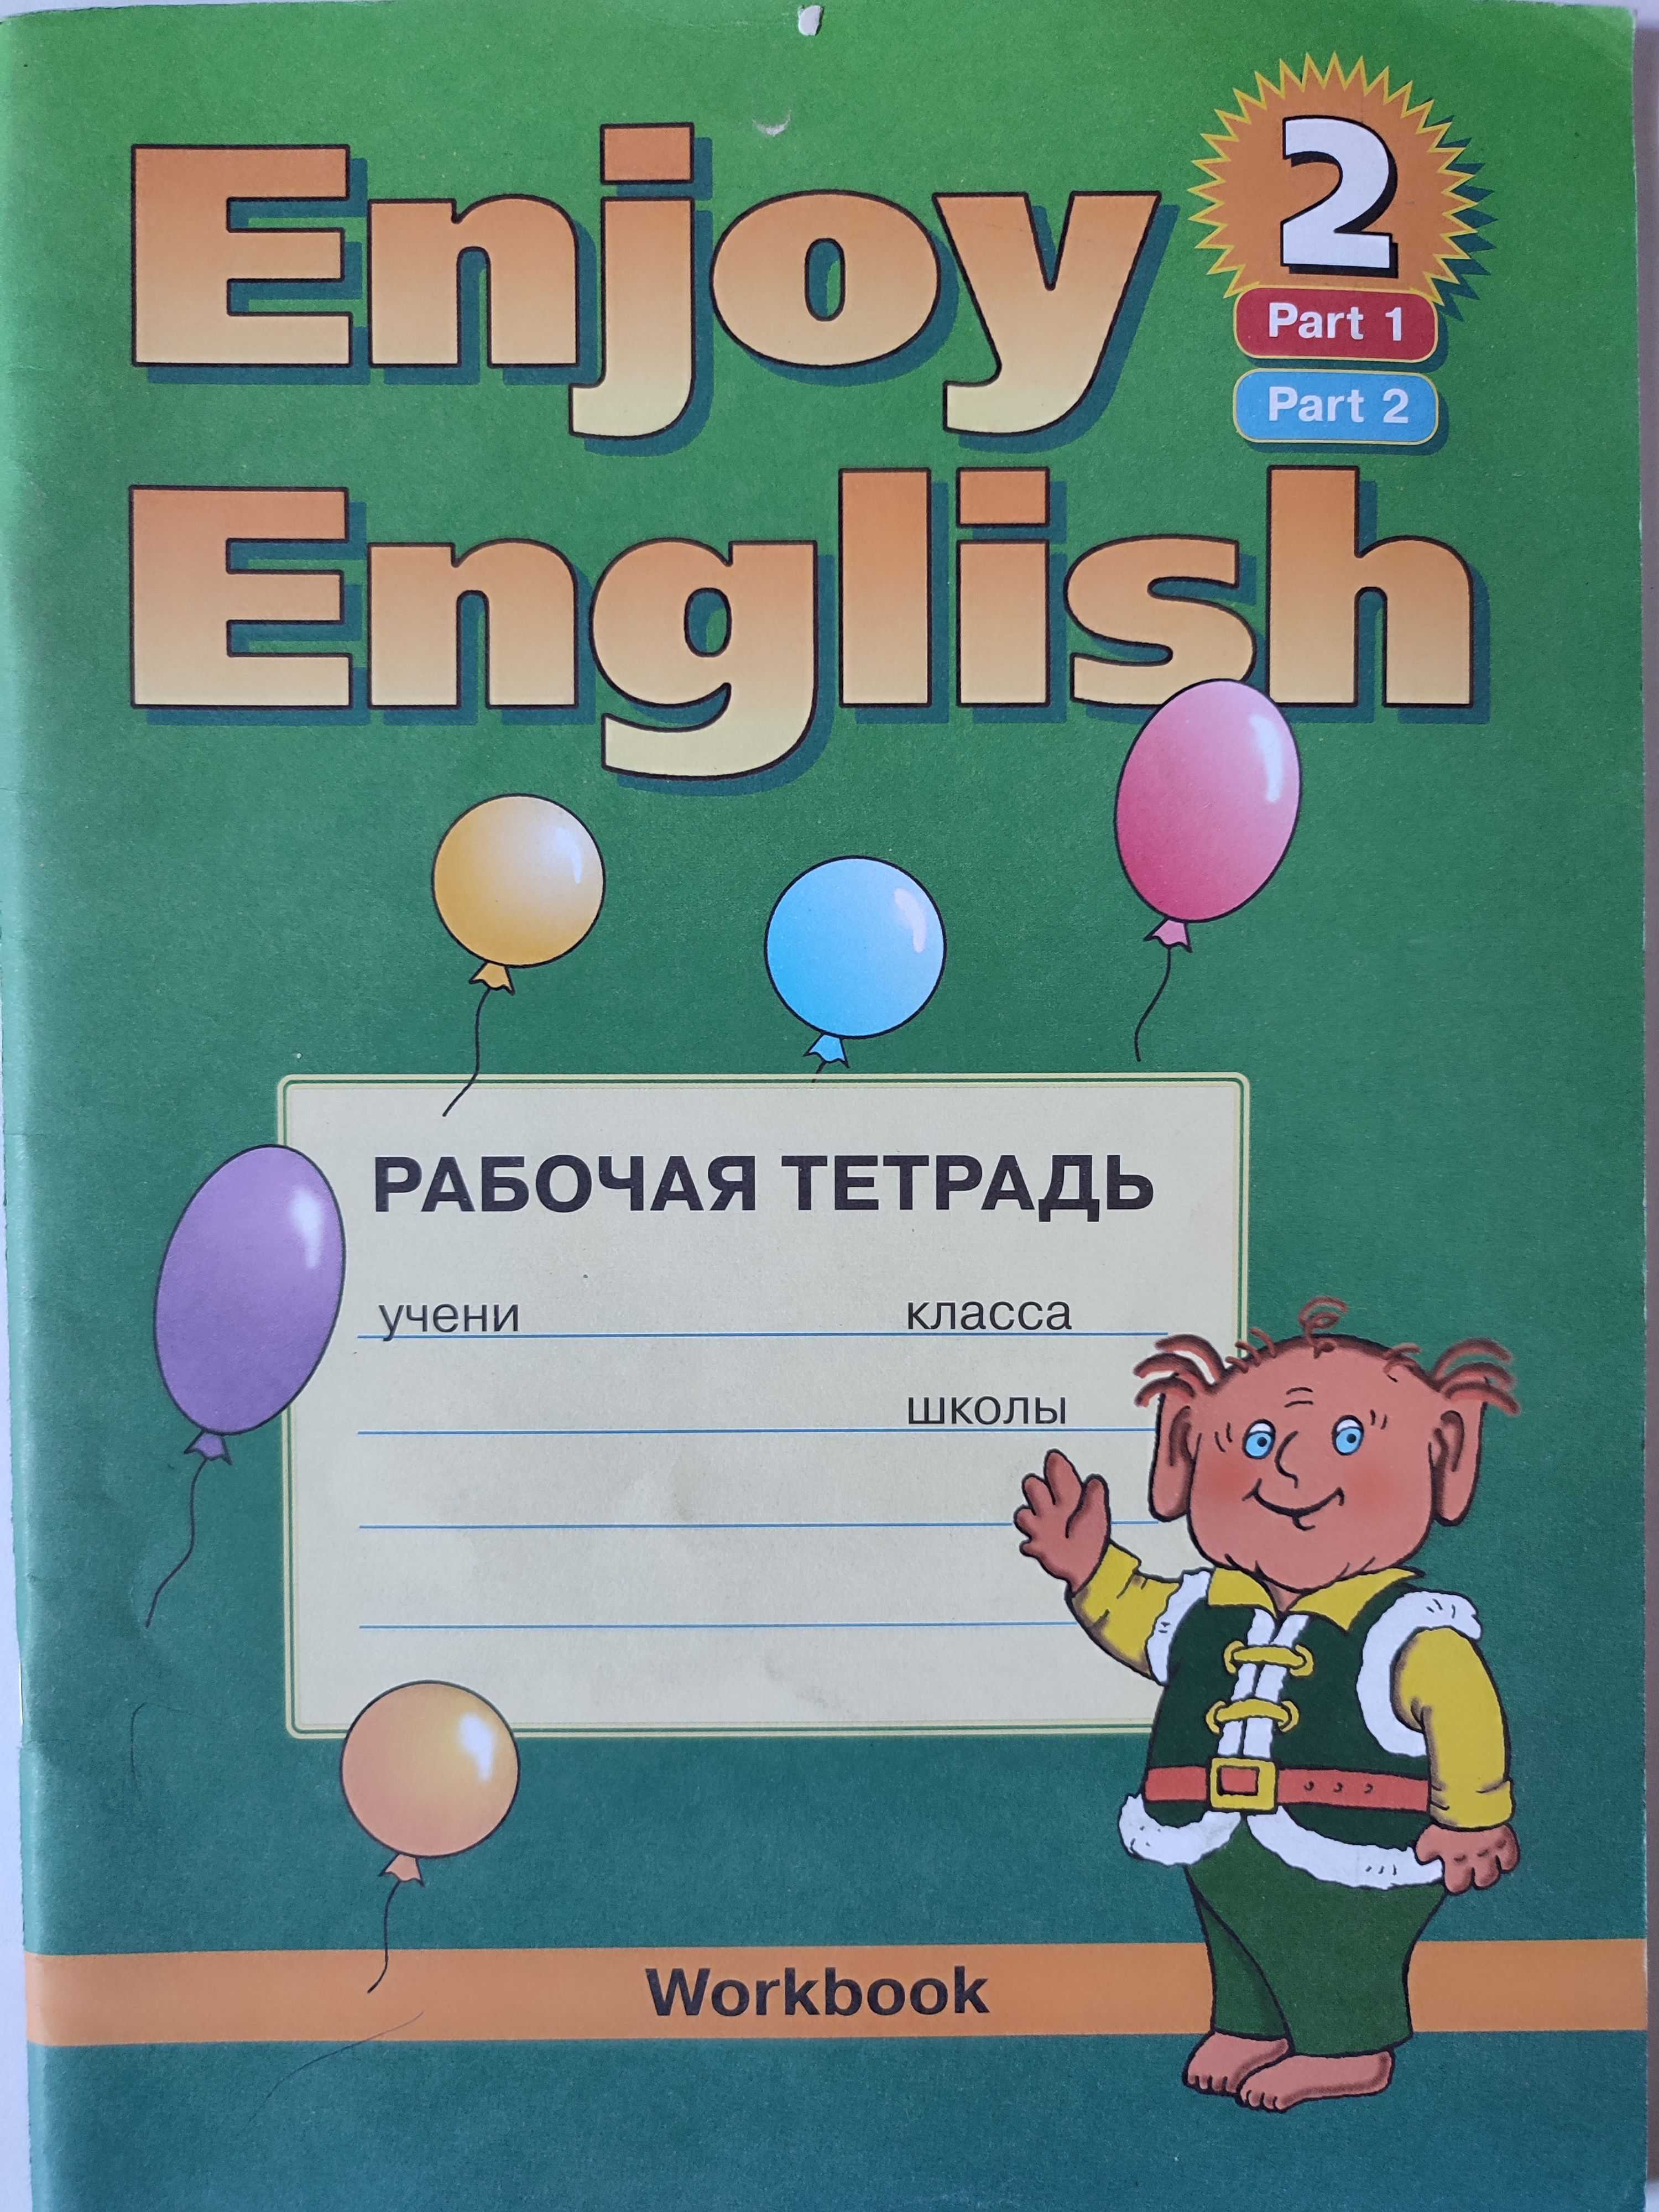 Enjoy 2
Part 1
Part 2
English
РАБОЧАЯ ТЕТРАДЬ
учени класса
школы
Workbook